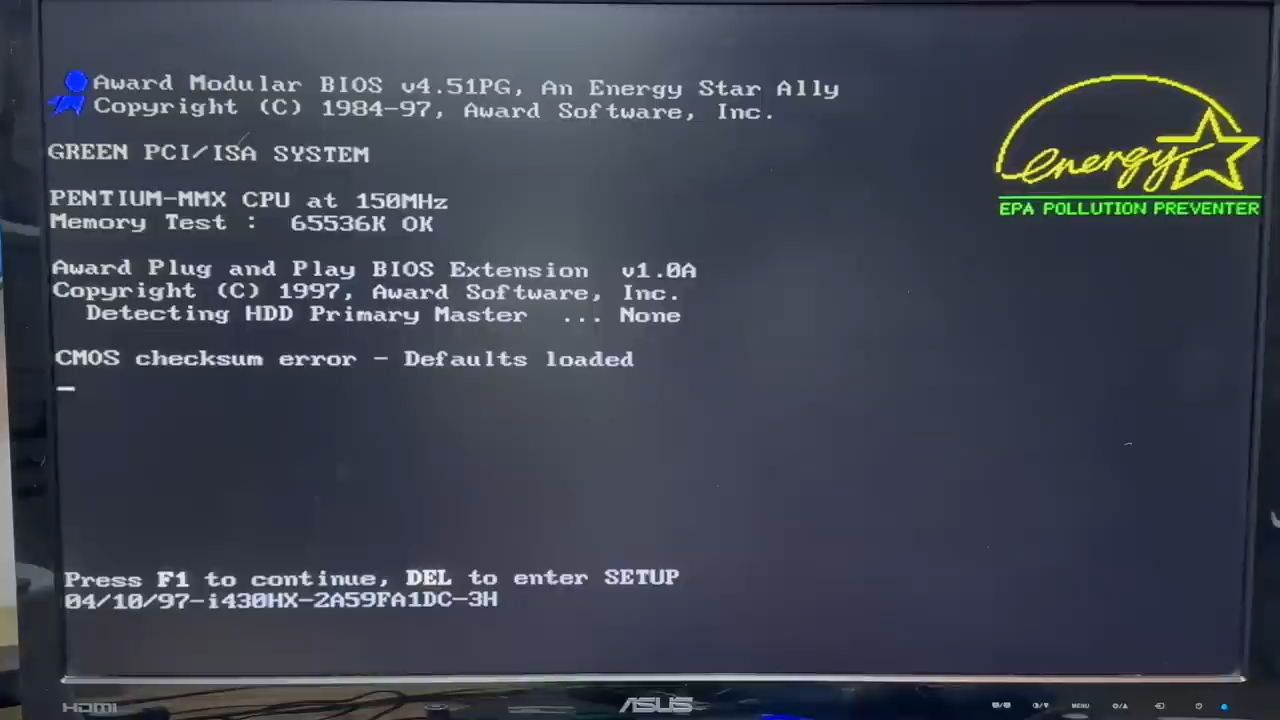 Award Modular BIOS v4.51PG, An Energy Star Ally
Copyright (C) 1984-97, Award Software, Inc.
GREEN PCI/ISA SYSTEM
energy
EPA POLLUTION PREVENTER
PENTIUM-MMX CPU at 150MHz
Memory Test : 65536K OK
Award Plug and Play BIOS Extension v1.0A
Copyright (C) 1997, Award Software, Inc.
Detecting HDD Primary Master ... None
CMOS checksum error - Defaults loaded
Press F1 to continue, DEL to enter SETUP
04/10/97-i430HX-2A59FA1DC-3H
HDMI
ASUS
MENU